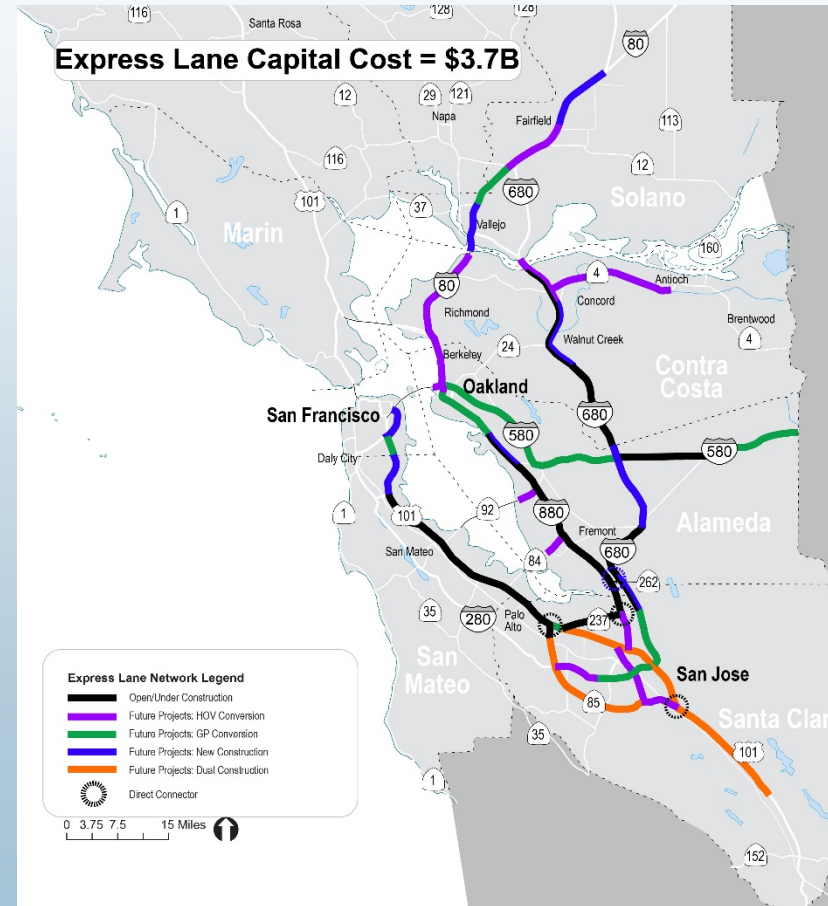 116
128
128
Santa Rosa
80
Express Lane Capital Cost = $3.7B
12
29
121
Napa
Fairfield
113
116
12
680
Solano
101
1
37
Vallejo
Marin
160
80
4
Antioch
Concord
Richmond
Brentwood
24
Walnut Creek
4
Berkeley
Contra
Costa
Oakland
San Francisco
680
580
580
Daly City
1
101
92
880
Alameda
Fremont
San Mateo
84
680
262
35
280
Palo
Alto
237
San
Mateo
San Jose
85
Santa Clar
35
101
1
152
Express Lane Network Legend
Open/Under Construction
Future Projects: HOV Conversion
Future Projects: GP Conversion
Future Projects: New Construction
Future Projects: Dual Construction
Direct Connector
0 3.75 7.5 15 Miles